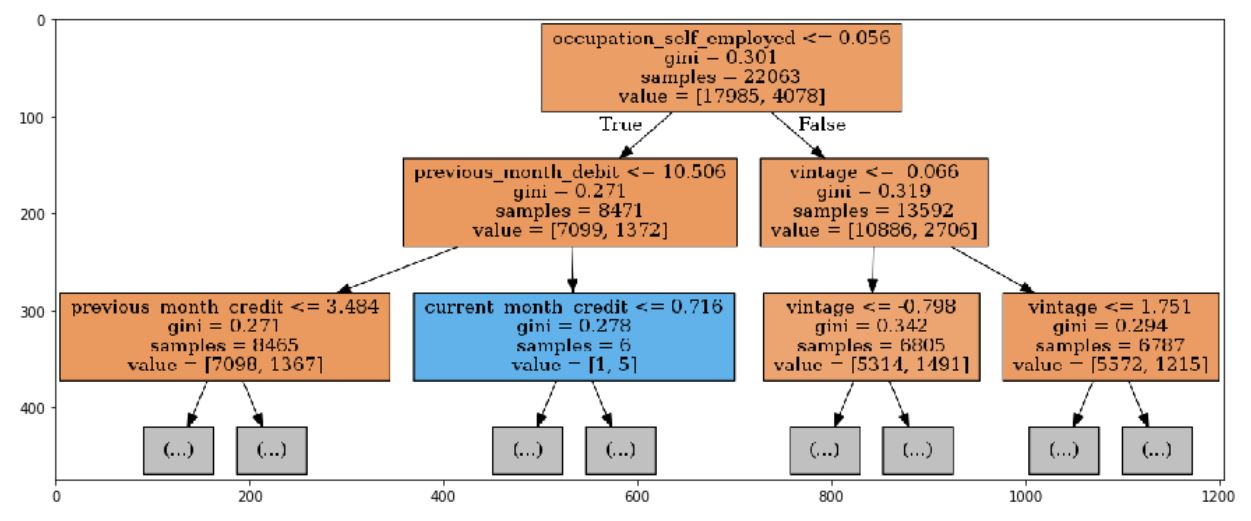 occupation_self_employed <= 0.056
gini = 0.301
samples = 22063
value = [17985, 4078]
True
False
previous_month_debit <= 10.506
gini = 0.271
samples = 8471
value = [7099, 1372]
vintage <= 0.066
gini = 0.319
samples = 13592
value = [10886, 2706]
previous_month_credit <= 3.484
gini = 0.271
samples = 8465
value = [7098, 1367]
current_month_credit <= 0.716
gini = 0.278
samples = 6
value = [1, 5]
vintage <= -0.798
gini = 0.342
samples = 6805
value = [5314, 1491]
vintage <= 1.751
gini = 0.294
samples = 6787
value = [5572, 1215]
(...)
(...)
(...)
(...)
(...)
(...)
(...)
(...)
0
100
200
300
400
0
200
400
600
800
1000
1200